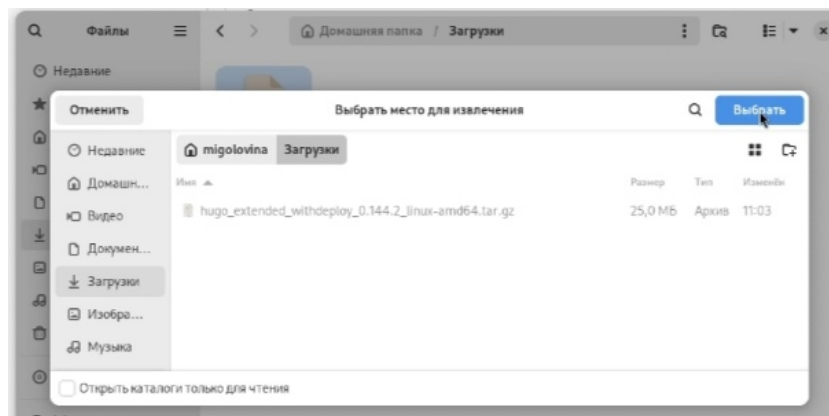 Файлы
Домашняя папка / Загрузки
Недавние
Отменить
Выбрать место для извлечения
Выбрать
Недавние
Домашн...
Видео
Докумен...
Загрузки
Изобра...
Музыка
migolovina Загрузки
Имя Размер Тип Изменён
hugo_extended_withdeploy_0.144.2_linux-amd64.tar.gz 25,0 МБ Архив 11:03
Открыть каталоги только для чтения